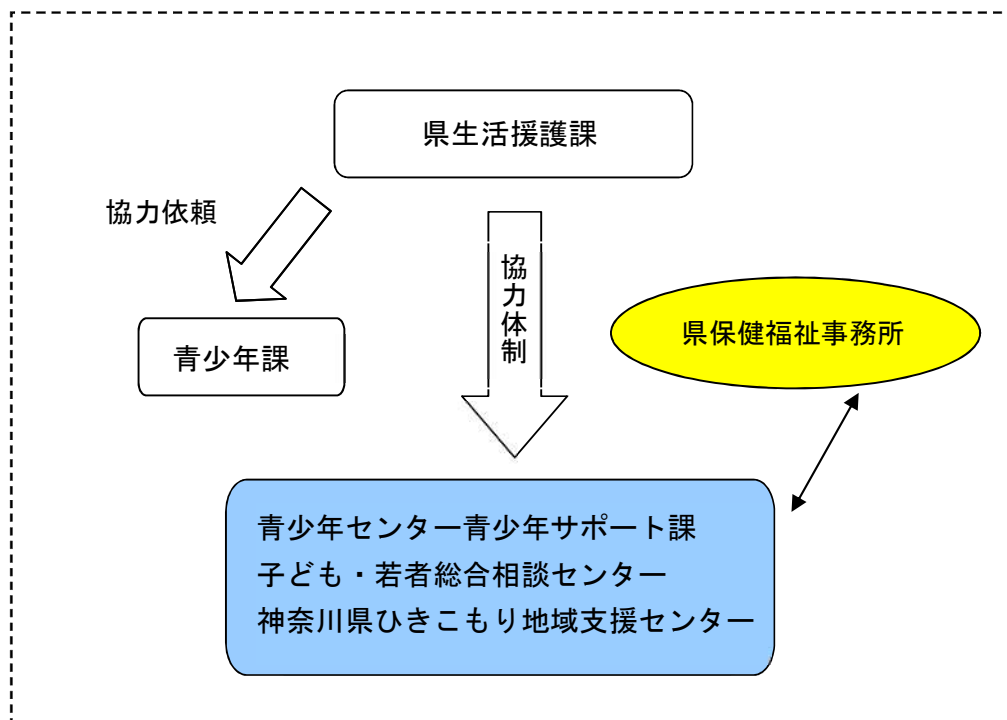 県生活援護課
協力依頼
協力体制
県保健福祉事務所
青少年課
青少年センター青少年サポート課
子ども・若者総合相談センター
神奈川県ひきこもり地域支援センター